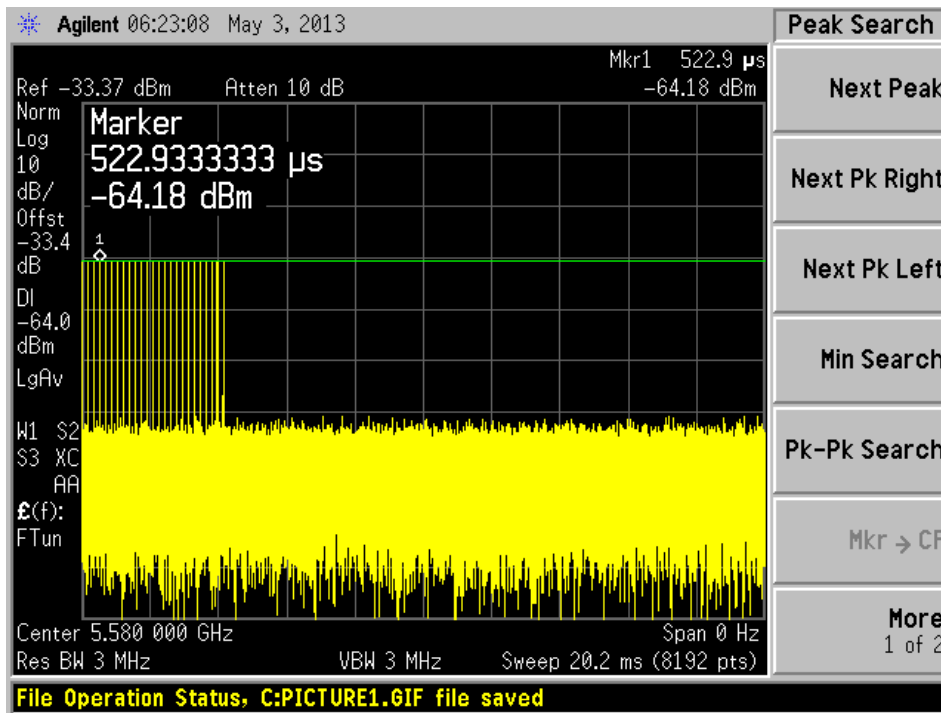 Agilent 06:23:08 May 3, 2013
Peak Search
Mkr1 522.9 µs
Ref -33.37 dBm Atten 10 dB -64.18 dBm
Norm
Log
10
dB/
Offst
-33.4
dB
DI
-64.0
dBm
LgAv
W1 S2
S3 XC
AA
£(f):
FTun
Marker
522.9333333 µs
-64.18 dBm
1
Center 5.580 000 GHz Span 0 Hz
Res BW 3 MHz VBW 3 MHz Sweep 20.2 ms (8192 pts)
Next Peak
Next Pk Right
Next Pk Left
Min Search
Pk-Pk Search
Mkr → CF
More
1 of 2
File Operation Status, C:PICTURE1.GIF file saved